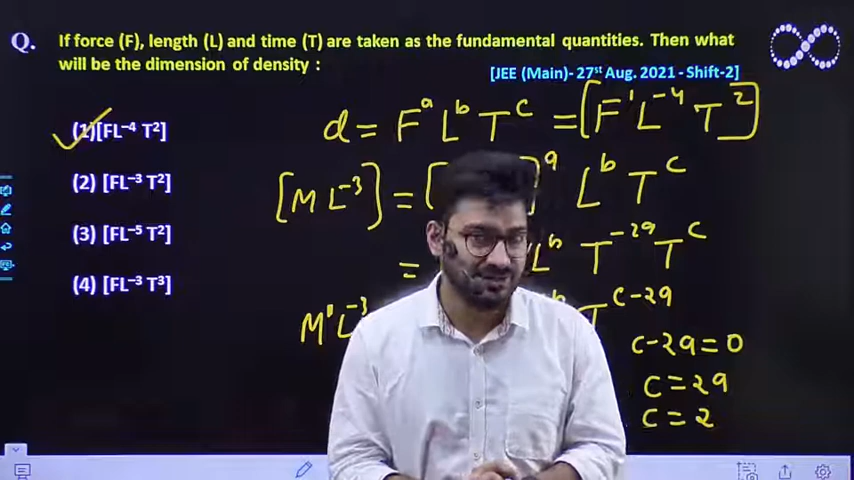 Q. If force (F), length (L) and time (T) are taken as the fundamental quantities. Then what
will be the dimension of density :
[JEE (Main)- 27ˢᵗ Aug. 2021 - Shift-2]
d = Fᵃ Lᵇ Tᶜ = [F¹ L⁻⁴ T²]
(1) [FL⁻⁴ T²]
[M L⁻³] = [ ]ᵃ Lᵇ Tᶜ
(2) [FL⁻³ T²]
(3) [FL⁻⁵ T²]
= Lᵇ T⁻²ᵃ Tᶜ
(4) [FL⁻³ T³]
M¹ L⁻³ T ᶜ⁻²ᵃ
c-2a=0
c=2a
c=2